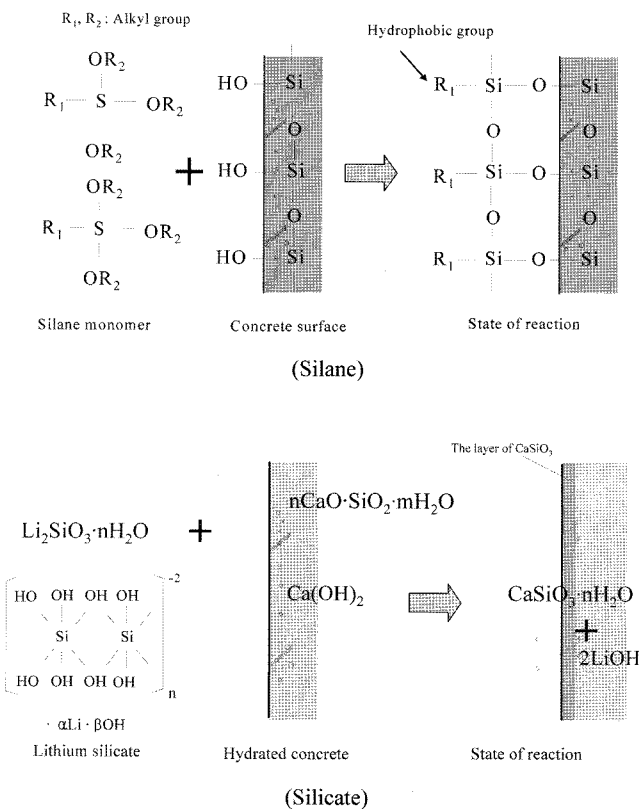 R1, R2 : Alkyl group
Hydrophobic group
OR2
R1 S OR2
OR2
OR2
R1 S OR2
OR2
+
HO Si
O
HO Si
O
HO Si
R1 Si O Si
O O
R1 Si O Si
O O
R1 Si O Si
Silane monomer
Concrete surface
State of reaction
(Silane)
The layer of CaSiO3
nCaO·SiO2·mH2O
Li2SiO3·nH2O +
Ca(OH)2
CaSiO3·nH2O
+
2LiOH
-2
HO OH OH OH
Si Si
HO OH OH OH
n
· αLi · βOH
Lithium silicate
Hydrated concrete
State of reaction
(Silicate)